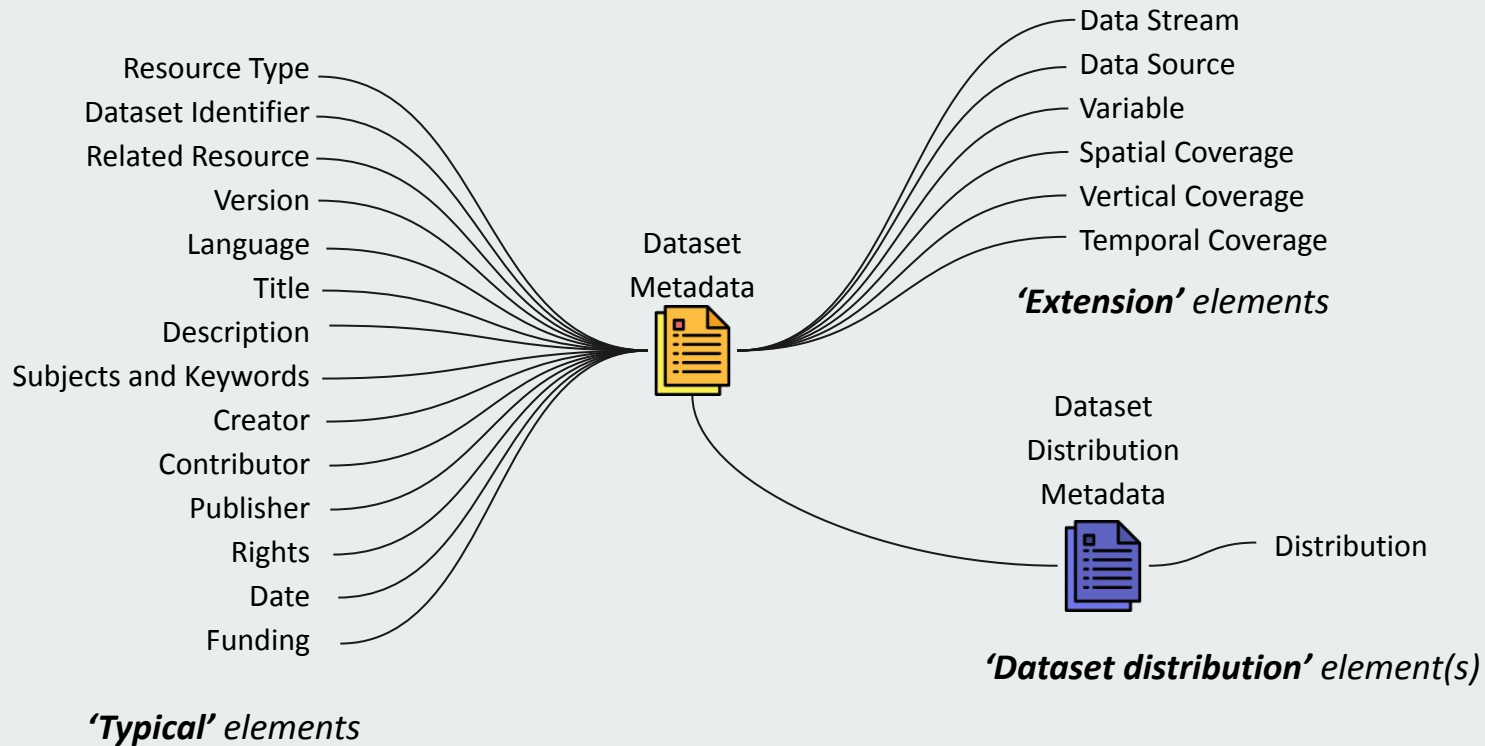 Resource Type
Dataset Identifier
Related Resource
Version
Language
Title
Description
Subjects and Keywords
Creator
Contributor
Publisher
Rights
Date
Funding
‘Typical’ elements
Dataset
Metadata
Data Stream
Data Source
Variable
Spatial Coverage
Vertical Coverage
Temporal Coverage
‘Extension’ elements
Dataset
Distribution
Metadata
Distribution
‘Dataset distribution’ element(s)